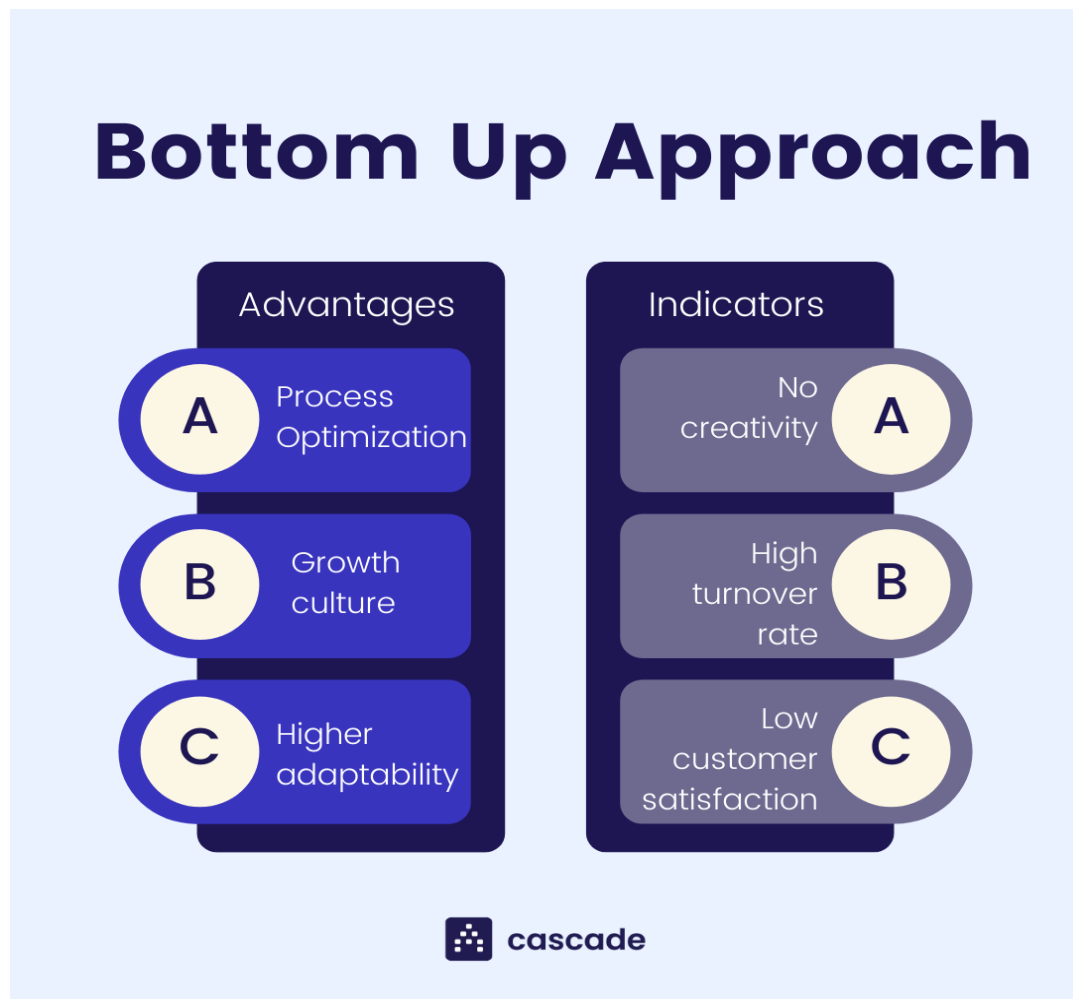 Bottom Up Approach
Advantages
A
Process
Optimization
B
Growth
culture
C
Higher
adaptability
Indicators
No
creativity
A
High
turnover
rate
B
Low
customer
satisfaction
C
cascade